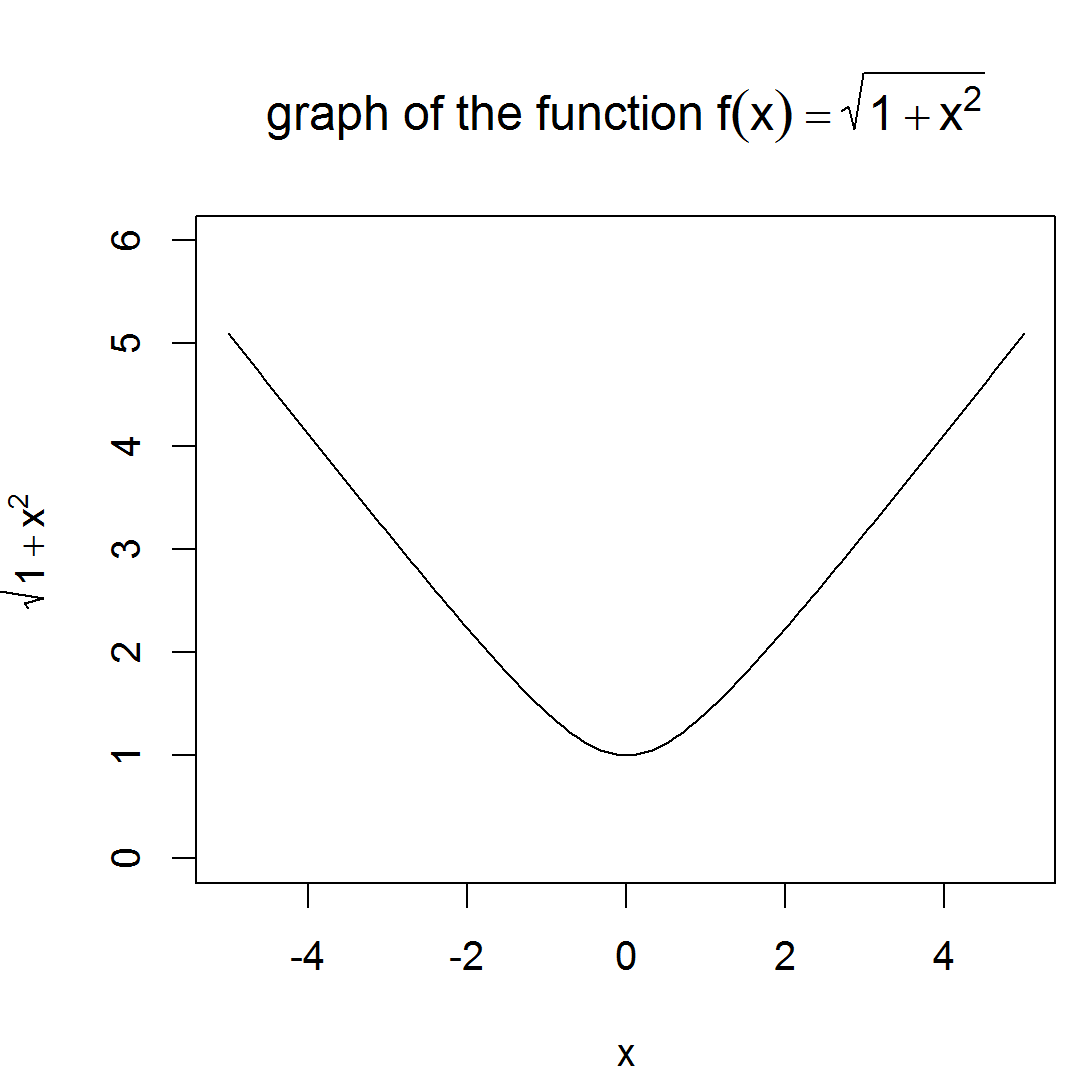 graph of the function f(x) = √1 + x²
6
5
4
3
2
1
0
√1 + x²
-4 -2 0 2 4
x